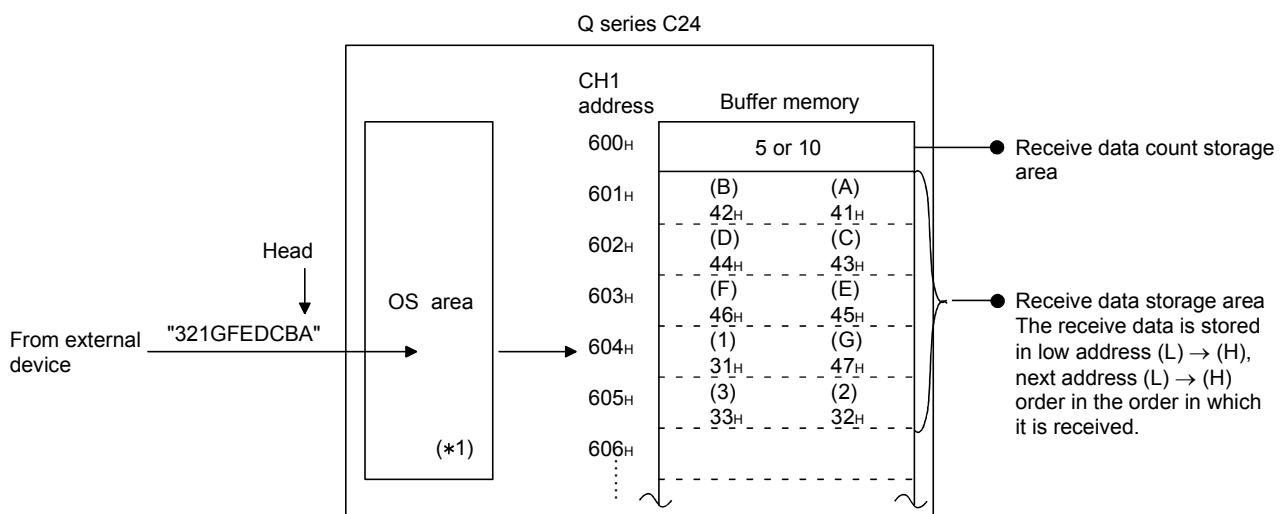 Q series C24
CH1
address
Buffer memory
600H
5 or 10
Receive data count storage
area
601H
(B)
(A)
42H
41H
602H
(D)
(C)
44H
43H
Head
603H
(F)
(E)
46H
45H
OS area
Receive data storage area
The receive data is stored
in low address (L) → (H),
next address (L) → (H)
order in the order in which
it is received.
From external
device
"321GFEDCBA"
604H
(1)
(G)
31H
47H
605H
(3)
(2)
33H
32H
(*1)
606H